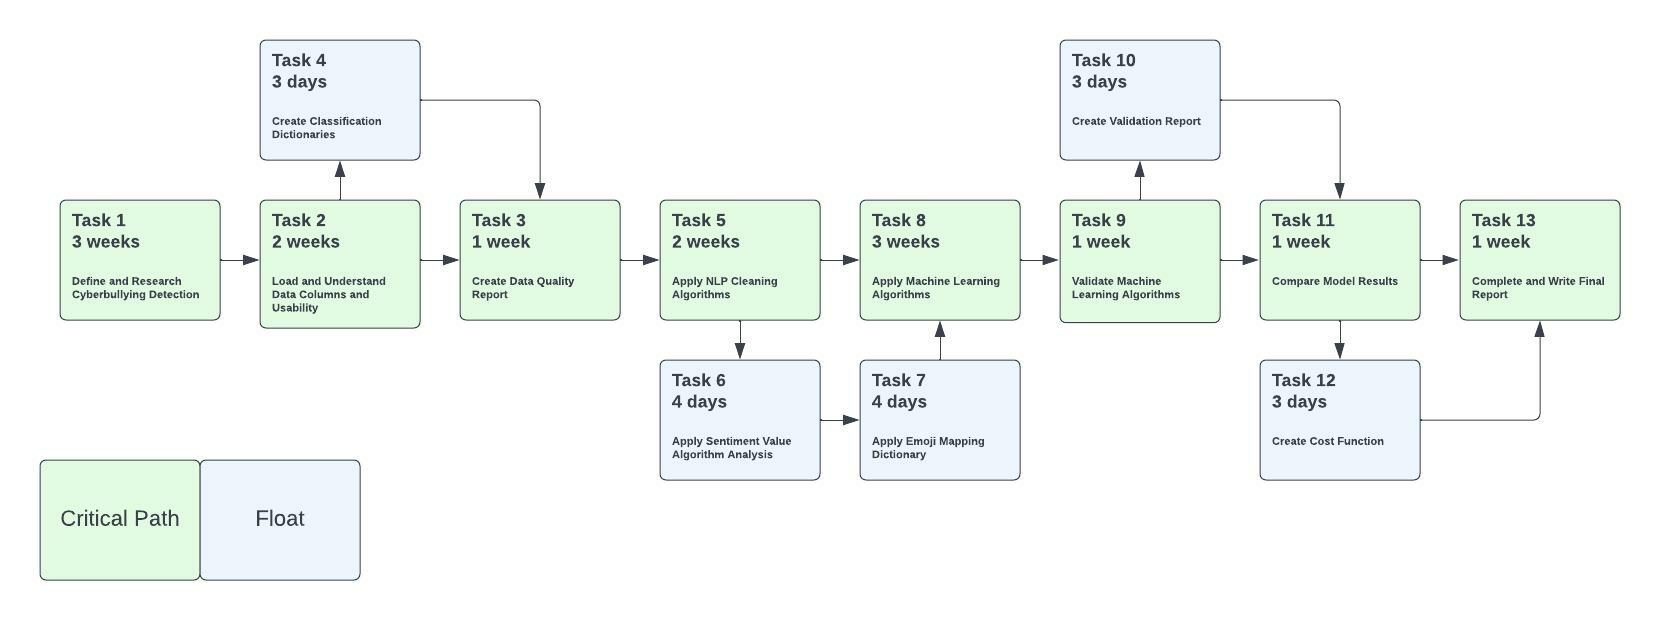 Task 4
3 days
Create Classification
Dictionaries
Task 10
3 days
Create Validation Report
Task 1
3 weeks
Define and Research
Cyberbullying Detection
Task 2
2 weeks
Load and Understand
Data Columns and
Usability
Task 3
1 week
Create Data Quality
Report
Task 5
2 weeks
Apply NLP Cleaning
Algorithms
Task 8
3 weeks
Apply Machine Learning
Algorithms
Task 9
1 week
Validate Machine
Learning Algorithms
Task 11
1 week
Compare Model Results
Task 13
1 week
Complete and Write Final
Report
Task 6
4 days
Apply Sentiment Value
Algorithm Analysis
Task 7
4 days
Apply Emoji Mapping
Dictionary
Task 12
3 days
Create Cost Function
Critical Path
Float